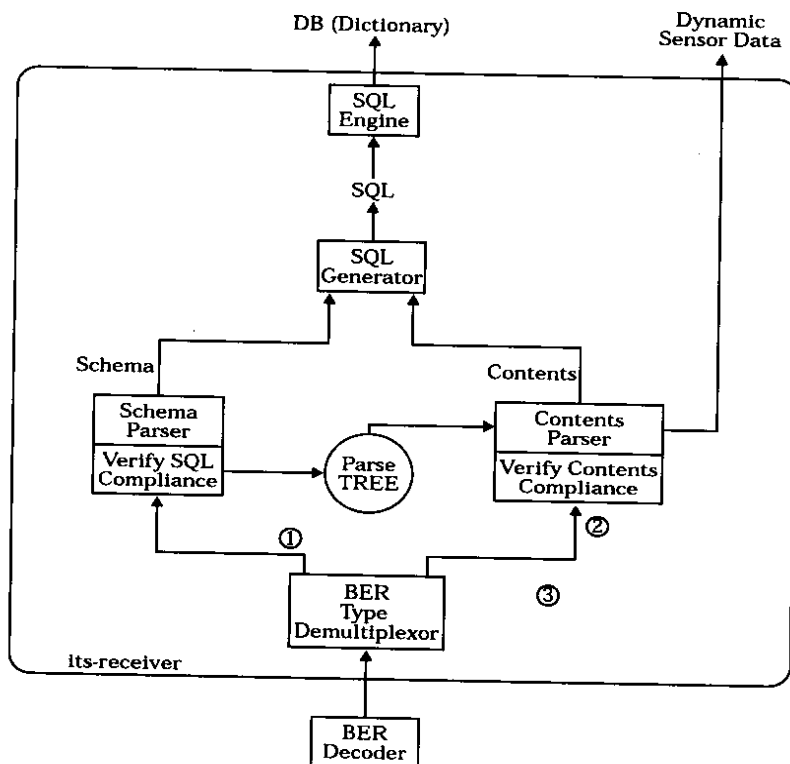 DB (Dictionary)
Dynamic
Sensor Data
SQL
Engine
SQL
SQL
Generator
Schema
Contents
Schema
Parser
Verify SQL
Compliance
Parse
TREE
Contents
Parser
Verify Contents
Compliance
①
②
③
BER
Type
Demultiplexor
its-receiver
BER
Decoder